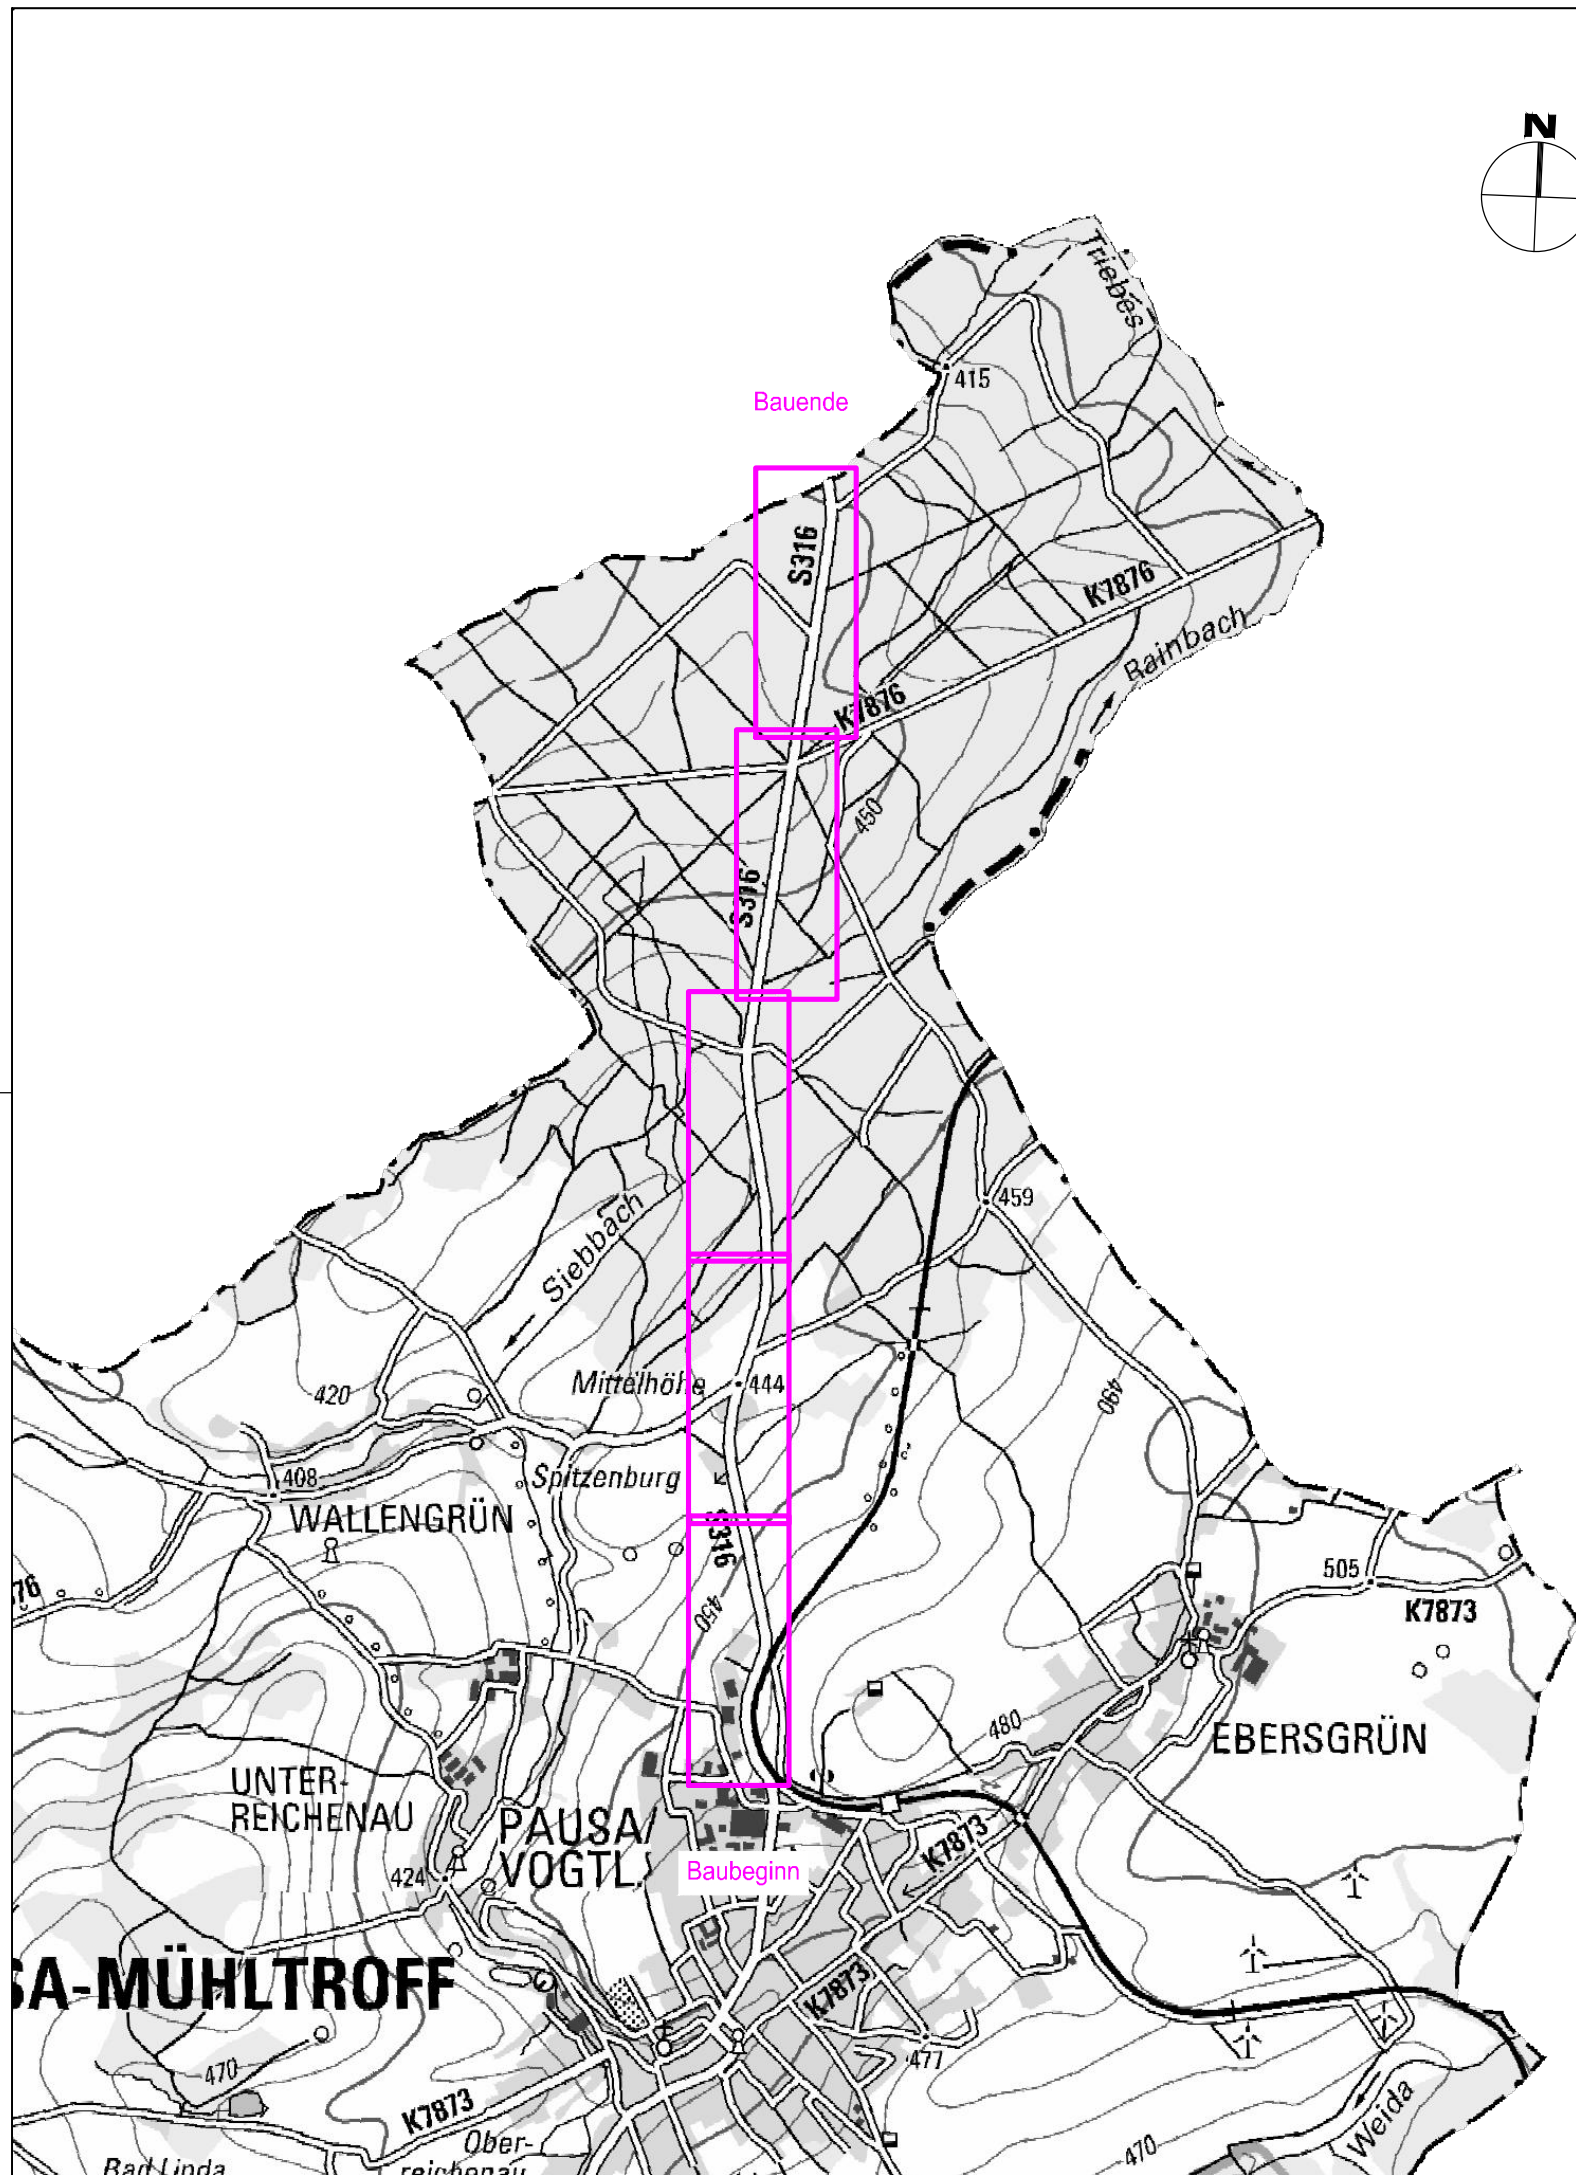 N
Triebes
415
Bauende
S316
K7876
Rainbach
K7876
450
S316
459
Siebbach
420
Mittelhöhe
444
490
408
Spitzenburg
WALLENGRÜN
S316
505
76
K7873
450
480
EBERSGRÜN
UNTER-
REICHENAU
PAUSA/
VOGTL.
K7873
424
Baubeginn
SA-MÜHLTROFF
K7873
477
470
K7873
Weida
Ober-
470
Bad Linda
reichenau